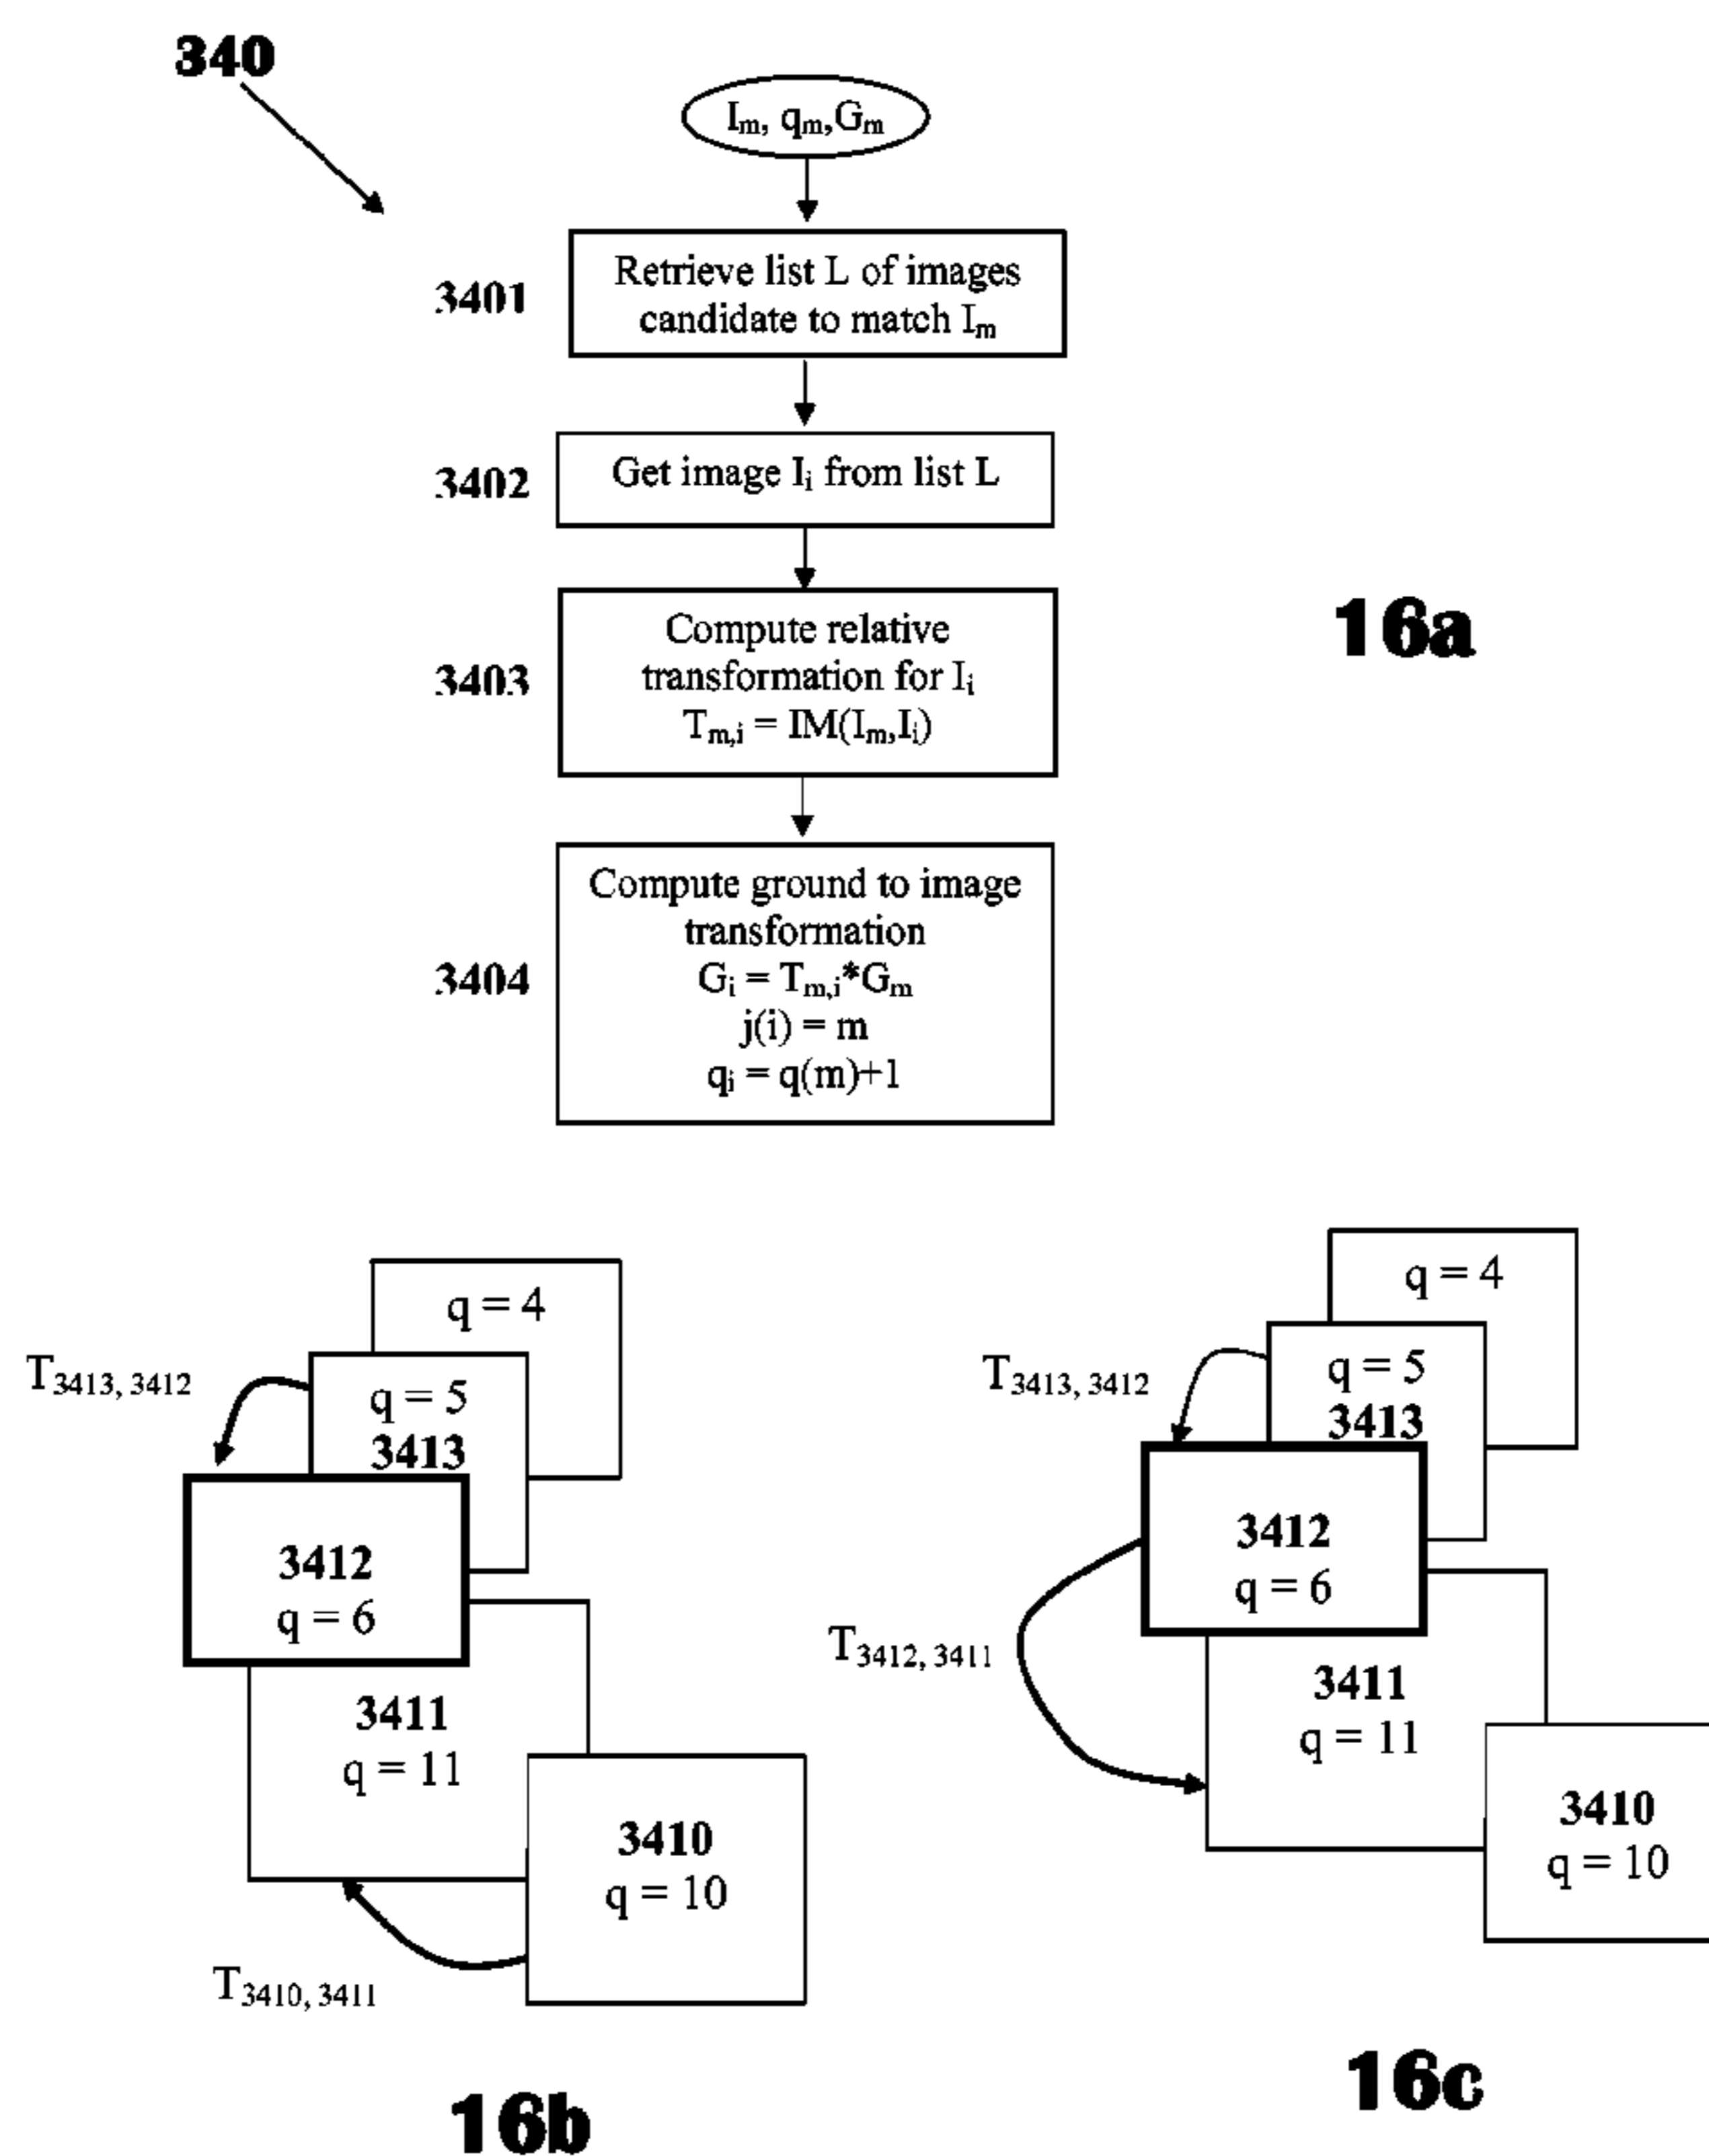 340
Im, qm,Gm
3401
Retrieve list L of images
candidate to match Im
3402
Get image Ii from list L
3403
Compute relative
transformation for Ii
Tm,i = IM(Im,Ii)
16a
3404
Compute ground to image
transformation
Gi = Tm,i*Gm
j(i) = m
qi = q(m)+1
q = 4
T3413, 3412
q = 5
3413
3412
q = 6
3411
q = 11
3410
q = 10
T3410, 3411
16b
q = 4
T3413, 3412
q = 5
3413
3412
q = 6
T3412, 3411
3411
q = 11
3410
q = 10
16c